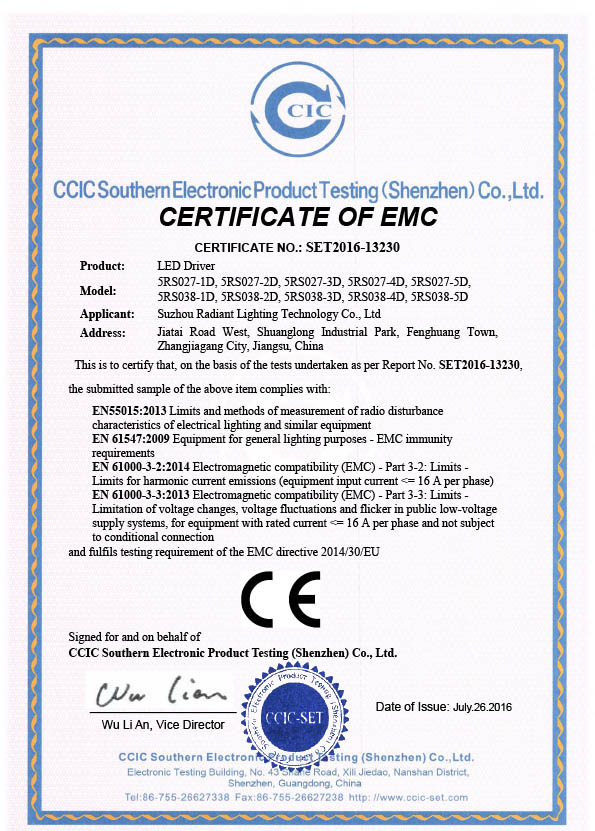 CCIC
CCIC Southern Electronic Product Testing (Shenzhen) Co.,Ltd.
CERTIFICATE OF EMC
CERTIFICATE NO.: SET2016-13230
Product: LED Driver
Model: 5RS027-1D, 5RS027-2D, 5RS027-3D, 5RS027-4D, 5RS027-5D,
5RS038-1D, 5RS038-2D, 5RS038-3D, 5RS038-4D, 5RS038-5D
Applicant: Suzhou Radiant Lighting Technology Co., Ltd
Address: Jiatai Road West, Shuanglong Industrial Park, Fenghuang Town,
Zhangjiagang City, Jiangsu, China
This is to certify that, on the basis of the tests undertaken as per Report No. SET2016-13230,
the submitted sample of the above item complies with:
EN55015:2013 Limits and methods of measurement of radio disturbance
characteristics of electrical lighting and similar equipment
EN 61547:2009 Equipment for general lighting purposes - EMC immunity
requirements
EN 61000-3-2:2014 Electromagnetic compatibility (EMC) - Part 3-2: Limits -
Limits for harmonic current emissions (equipment input current <= 16 A per phase)
EN 61000-3-3:2013 Electromagnetic compatibility (EMC) - Part 3-3: Limits -
Limitation of voltage changes, voltage fluctuations and flicker in public low-voltage
supply systems, for equipment with rated current <= 16 A per phase and not subject
to conditional connection
and fulfils testing requirement of the EMC directive 2014/30/EU
CE
Signed for and on behalf of
CCIC Southern Electronic Product Testing (Shenzhen) Co., Ltd.
Wu Li An
Southern Electronic Product Testing (Shenzhen) Co
CCIC-SET
Date of Issue: July.26.2016
Wu Li An, Vice Director
CCIC Southern Electronic Product Testing (Shenzhen) Co.,Ltd.
Electronic Testing Building, No. 43 Road, Xili Jiedao, Nanshan District,
Shenzhen, Guangdong, China
Tel:86-755-26627338 Fax:86-755-26627238 http://www.ccic-set.com